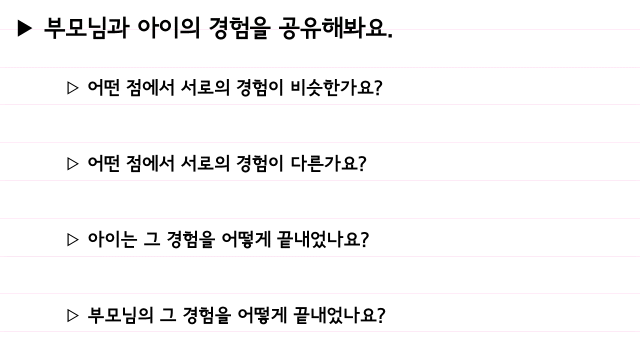 ▶ 부모님과 아이의 경험을 공유해봐요.
▷ 어떤 점에서 서로의 경험이 비슷한가요?
▷ 어떤 점에서 서로의 경험이 다른가요?
▷ 아이는 그 경험을 어떻게 끝내었나요?
▷ 부모님의 그 경험을 어떻게 끝내었나요?